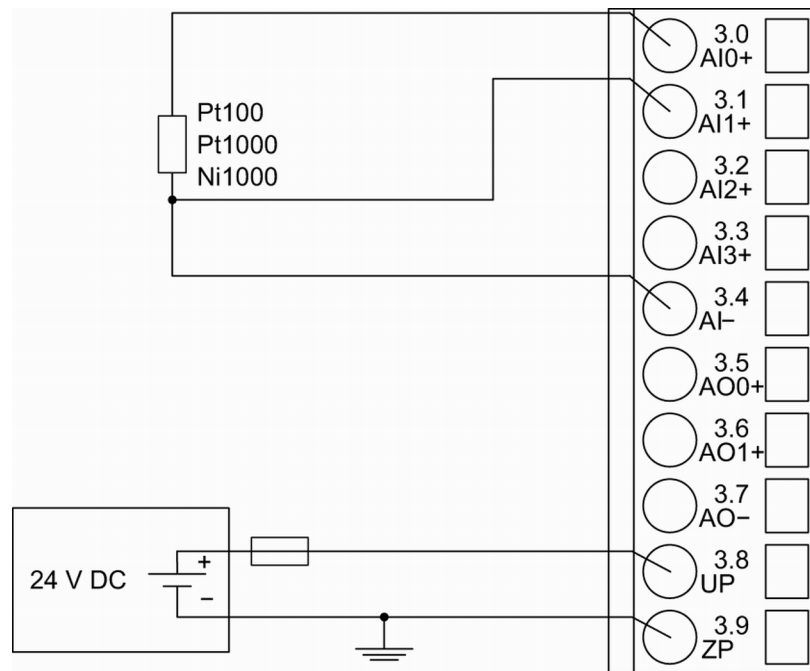 3.0
AI0+
Pt100
Pt1000
Ni1000
3.1
AI1+
3.2
AI2+
3.3
AI3+
3.4
AI–
3.5
AO0+
3.6
AO1+
3.7
AO–
24 V DC
+
–
3.8
UP
3.9
ZP